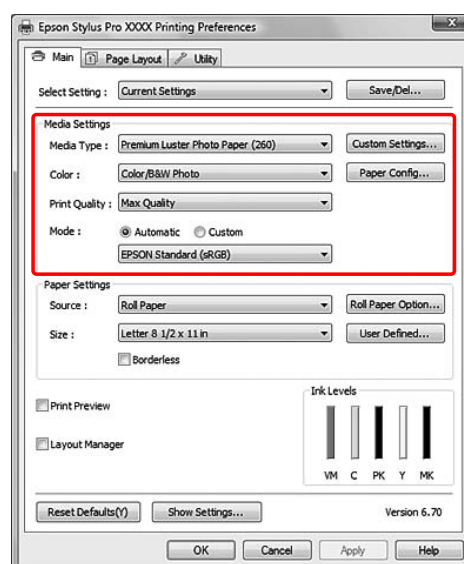 Epson Stylus Pro XXXX Printing Preferences
Main Page Layout Utility
Select Setting : Current Settings Save/Del...
Media Settings
Media Type : Premium Luster Photo Paper (260) Custom Settings...
Color : Color/B&W Photo Paper Config...
Print Quality : Max Quality
Mode : Automatic Custom
EPSON Standard (sRGB)
Paper Settings
Source : Roll Paper Roll Paper Option...
Size : Letter 8 1/2 x 11 in User Defined...
Borderless
Print Preview
Layout Manager
Ink Levels
VM C PK Y MK
Reset Defaults(Y) Show Settings... Version 6.70
OK Cancel Apply Help